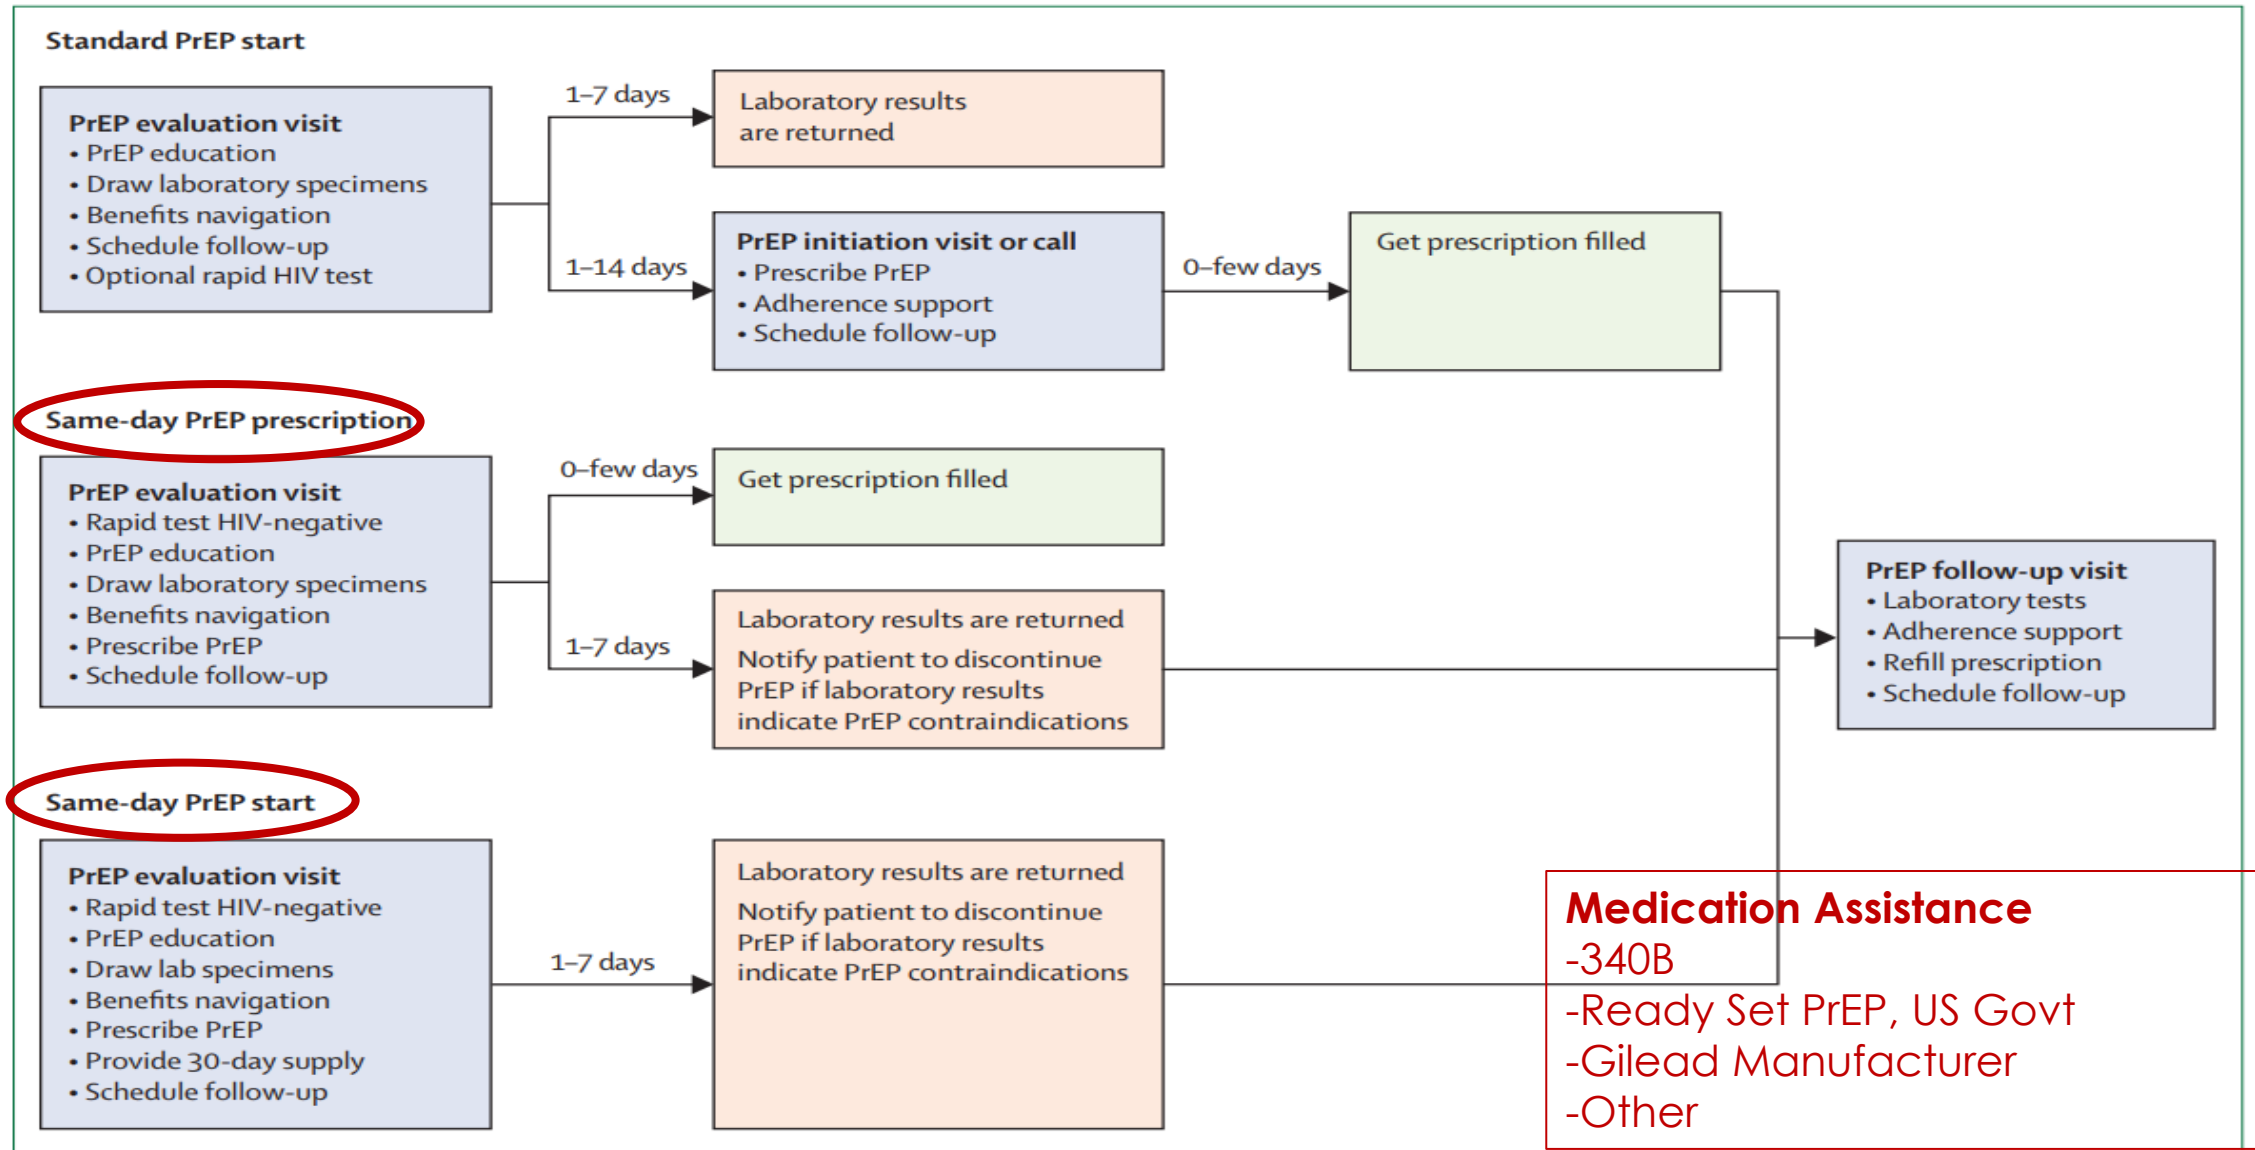 Standard PrEP start
PrEP evaluation visit
• PrEP education
• Draw laboratory specimens
• Benefits navigation
• Schedule follow-up
• Optional rapid HIV test
1–7 days
Laboratory results
are returned
1–14 days
PrEP initiation visit or call
• Prescribe PrEP
• Adherence support
• Schedule follow-up
0–few days
Get prescription filled
Same-day PrEP prescription
PrEP evaluation visit
• Rapid test HIV-negative
• PrEP education
• Draw laboratory specimens
• Benefits navigation
• Prescribe PrEP
• Schedule follow-up
0–few days
Get prescription filled
1–7 days
Laboratory results are returned
Notify patient to discontinue
PrEP if laboratory results
indicate PrEP contraindications
PrEP follow-up visit
• Laboratory tests
• Adherence support
• Refill prescription
• Schedule follow-up
Same-day PrEP start
PrEP evaluation visit
• Rapid test HIV-negative
• PrEP education
• Draw lab specimens
• Benefits navigation
• Prescribe PrEP
• Provide 30-day supply
• Schedule follow-up
1–7 days
Laboratory results are returned
Notify patient to discontinue
PrEP if laboratory results
indicate PrEP contraindications
Medication Assistance
-340B
-Ready Set PrEP, US Govt
-Gilead Manufacturer
-Other